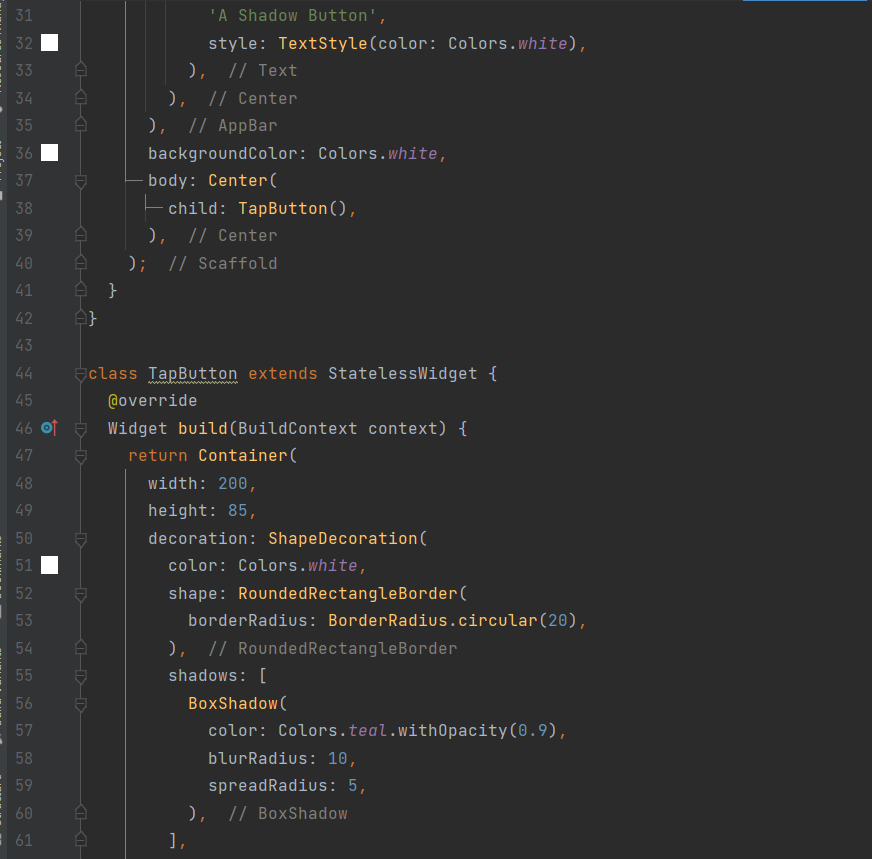 31 'A Shadow Button',
32 style: TextStyle(color: Colors.white),
33 ), // Text
34 ), // Center
35 ), // AppBar
36 backgroundColor: Colors.white,
37 body: Center(
38 child: TapButton(),
39 ), // Center
40 ); // Scaffold
41 }
42 }
43
44 class TapButton extends StatelessWidget {
45 @override
46 Widget build(BuildContext context) {
47 return Container(
48 width: 200,
49 height: 85,
50 decoration: ShapeDecoration(
51 color: Colors.white,
52 shape: RoundedRectangleBorder(
53 borderRadius: BorderRadius.circular(20),
54 ), // RoundedRectangleBorder
55 shadows: [
56 BoxShadow(
57 color: Colors.teal.withOpacity(0.9),
58 blurRadius: 10,
59 spreadRadius: 5,
60 ), // BoxShadow
61 ],